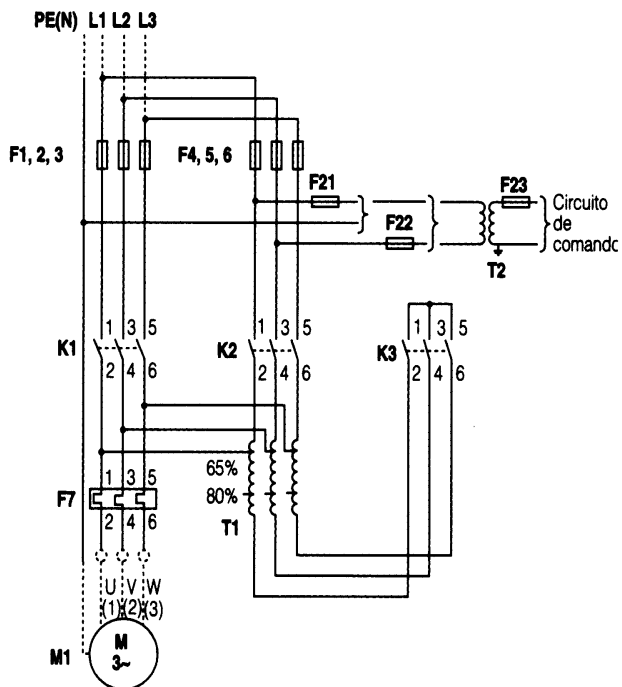 PE(N) L1 L2 L3
F1, 2, 3
F4, 5, 6
F21
F22
F23
Circuito
de
comando
T2
K1
1 3 5
2 4 6
K2
1 3 5
2 4 6
K3
1 3 5
2 4 6
65%
80%
T1
F7
1 3 5
2 4 6
U V W
(1) (2) (3)
M1
M
3~